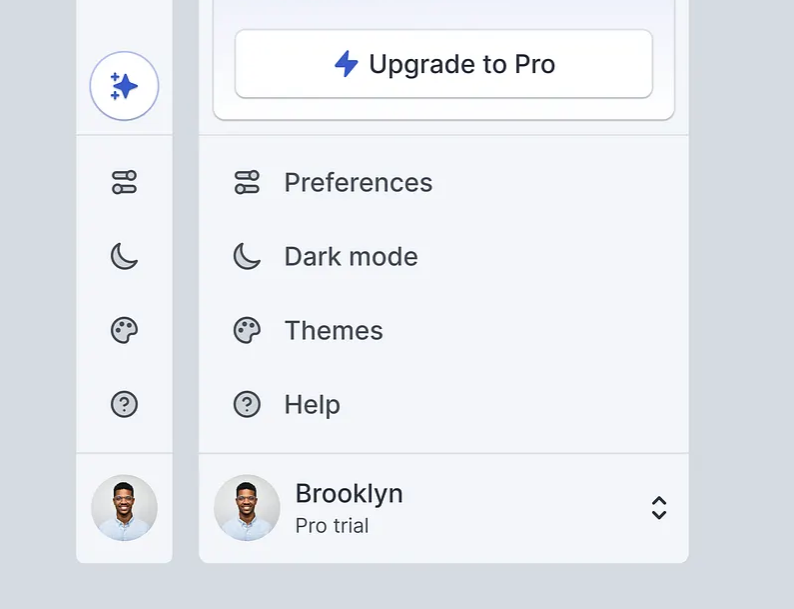 Upgrade to Pro
Preferences
Dark mode
Themes
Help
Brooklyn
Pro trial